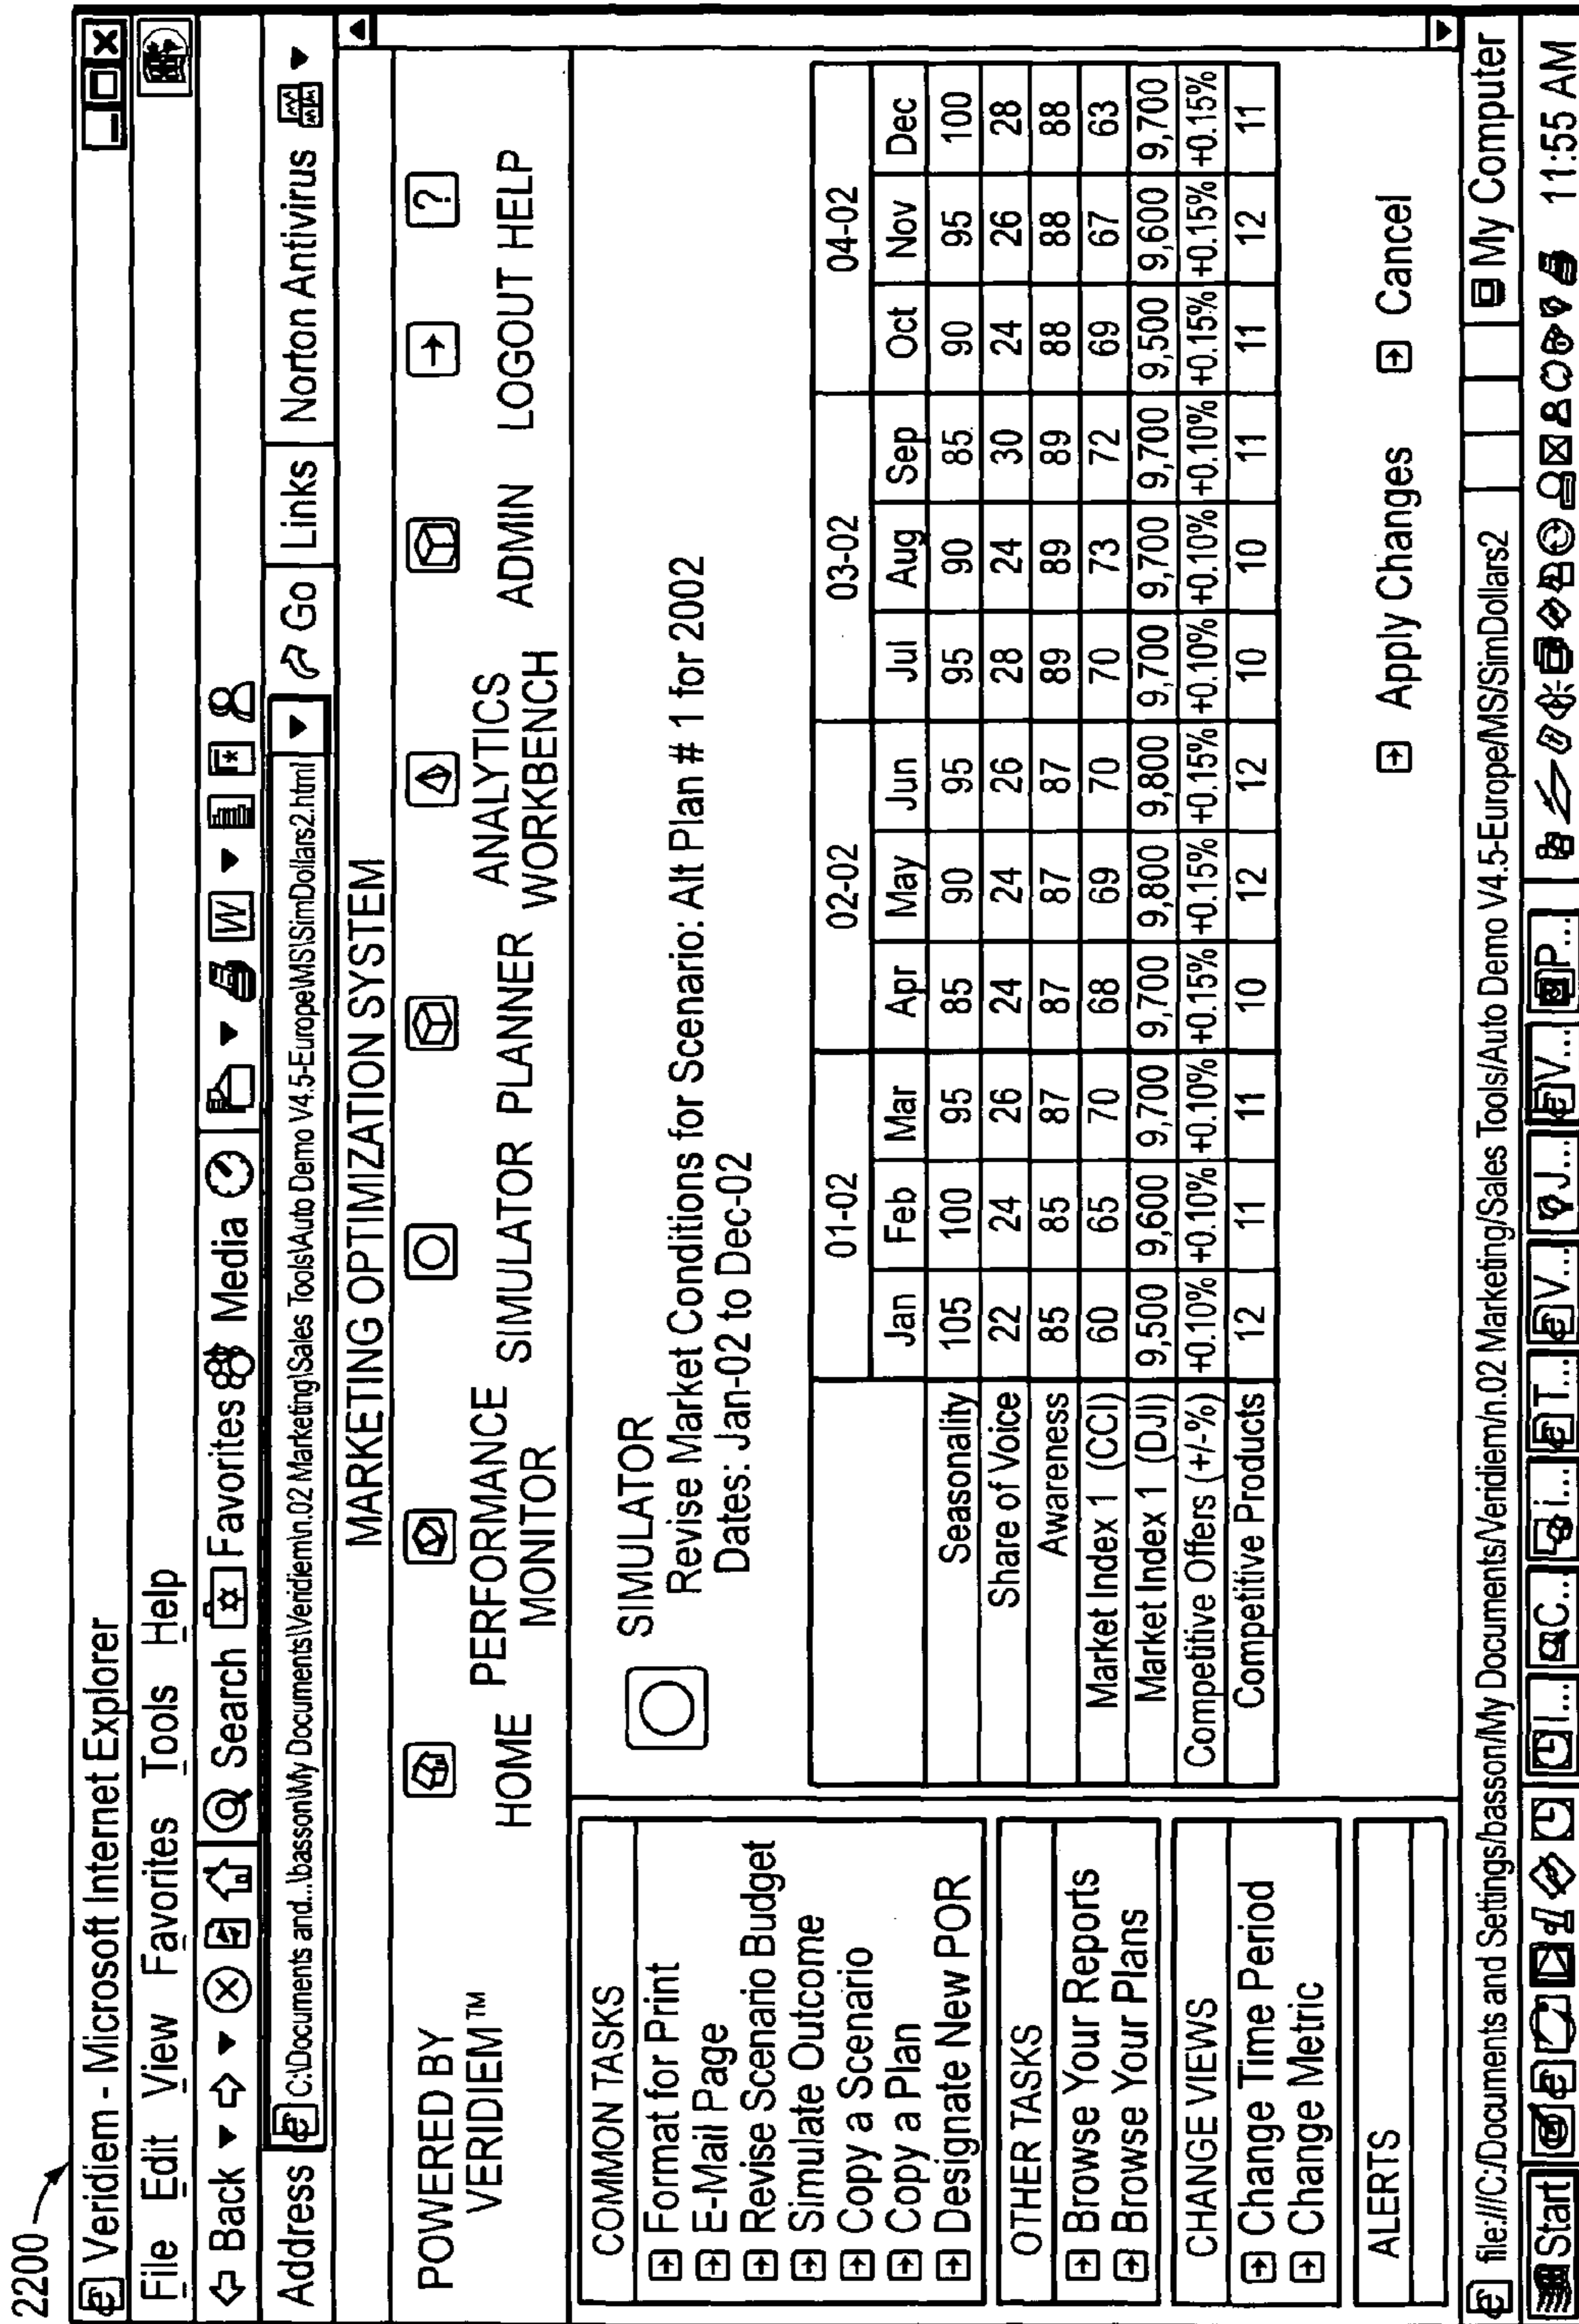 2200
Veridiem - Microsoft Internet Explorer
File Edit View Favorites Tools Help
Back Search Favorites Media
Address C:\Documents and...\basson\My Documents\Veridiem\n.02 Marketing\Sales Tools\Auto Demo V4.5-Europe\MS\SimDollars2.html Go Links Norton Antivirus
MARKETING OPTIMIZATION SYSTEM
POWERED BY VERIDIEM™
HOME PERFORMANCE MONITOR SIMULATOR PLANNER ANALYTICS WORKBENCH ADMIN LOGOUT HELP
COMMON TASKS
Format for Print
E-Mail Page
Revise Scenario Budget
Simulate Outcome
Copy a Scenario
Copy a Plan
Designate New POR
OTHER TASKS
Browse Your Reports
Browse Your Plans
CHANGE VIEWS
Change Time Period
Change Metric
ALERTS
SIMULATOR
Revise Market Conditions for Scenario: Alt Plan # 1 for 2002
Dates: Jan-02 to Dec-02
01-02 02-02 03-02 04-02
Jan Feb Mar Apr May Jun Jul Aug Sep Oct Nov Dec
Seasonality 105 100 95 85 90 95 95 90 85 90 95 100
Share of Voice 22 24 26 24 24 26 28 24 30 24 26 28
Awareness 85 85 87 87 87 87 89 89 89 88 88 88
Market Index 1 (CCI) 60 65 70 68 69 70 70 73 72 69 67 63
Market Index 1 (DJI) 9,500 9,600 9,700 9,700 9,800 9,800 9,700 9,700 9,700 9,500 9,600 9,700
Competitive Offers (+/-%) +0.10% +0.10% +0.10% +0.15% +0.15% +0.15% +0.10% +0.10% +0.10% +0.15% +0.15% +0.15%
Competitive Products 12 11 11 10 12 12 10 10 11 11 12 11
Apply Changes Cancel
file:///C:/Documents and Settings/basson/My Documents/Veridiem/n.02 Marketing/Sales Tools/Auto Demo V4.5-Europe/MS/SimDollars2 My Computer
Start I... C... i... T... V... J... V... P... 11:55 AM